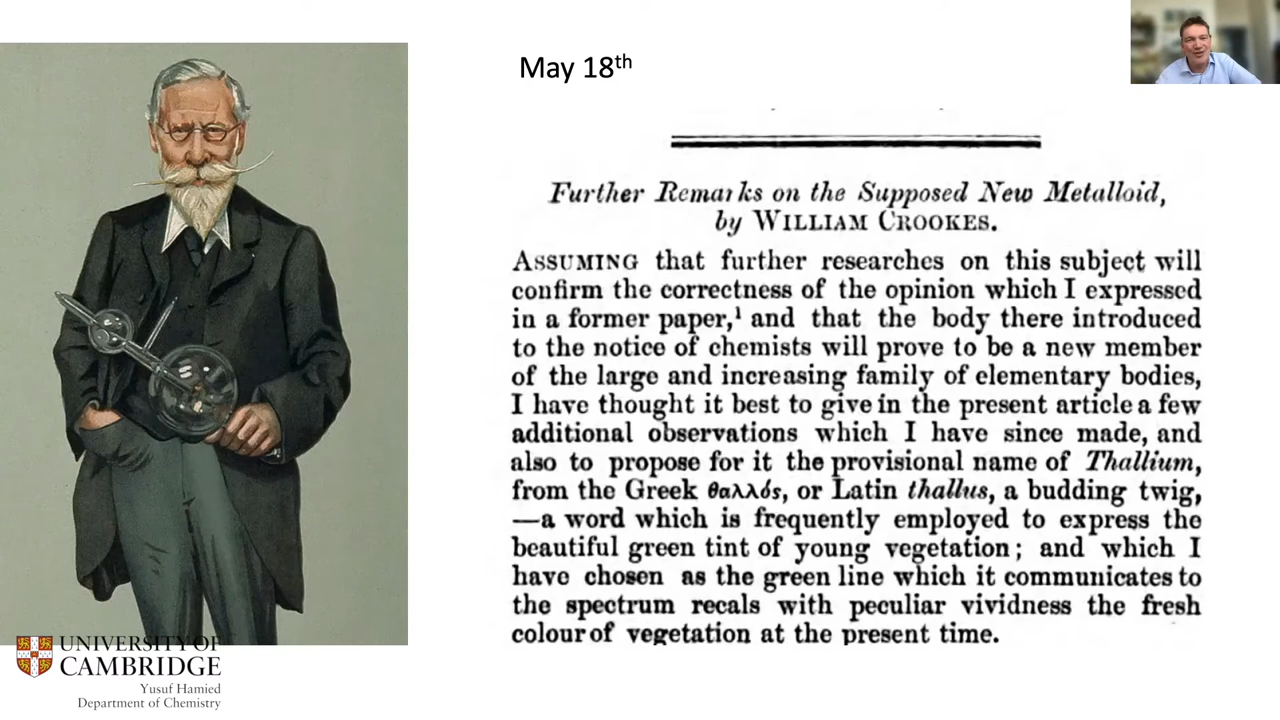 May 18th
Further Remarks on the Supposed New Metalloid,
by WILLIAM CROOKES.
ASSUMING that further researches on this subject will
confirm the correctness of the opinion which I expressed
in a former paper,¹ and that the body there introduced
to the notice of chemists will prove to be a new member
of the large and increasing family of elementary bodies,
I have thought it best to give in the present article a few
additional observations which I have since made, and
also to propose for it the provisional name of Thallium,
from the Greek θαλλός, or Latin thallus, a budding twig,
—a word which is frequently employed to express the
beautiful green tint of young vegetation; and which I
have chosen as the green line which it communicates to
the spectrum recals with peculiar vividness the fresh
colour of vegetation at the present time.
UNIVERSITY OF
CAMBRIDGE
Yusuf Hamied
Department of Chemistry